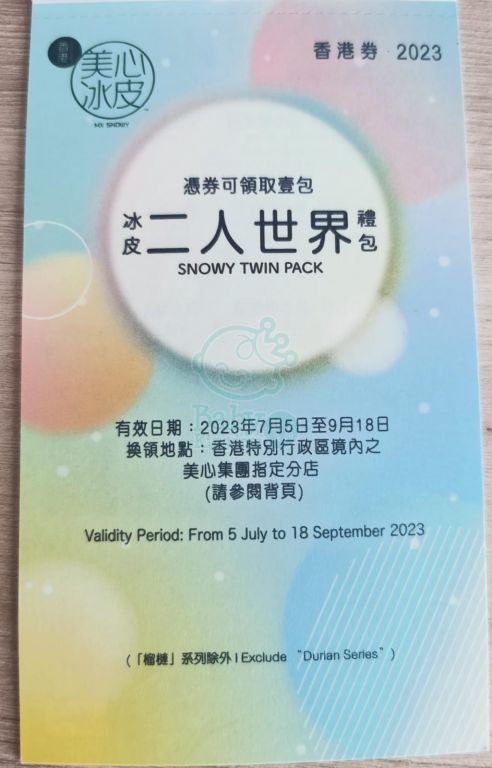 香港
美心
冰皮
MX SNOWY
香港券 · 2023
憑券可領取壹包
冰皮 二人世界 禮包
SNOWY TWIN PACK
有效日期：2023年7月5日至9月18日
換領地點：香港特別行政區境內之
美心集團指定分店
(請參閱背頁)
Validity Period: From 5 July to 18 September 2023
(「榴槤」系列除外 I Exclude “Durian Series”)